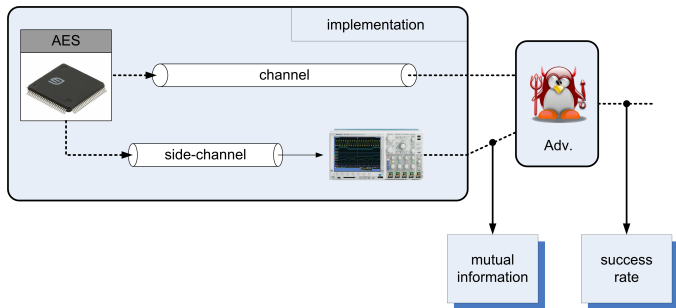 implementation
AES
channel
side-channel
Adv.
mutual
information
success
rate